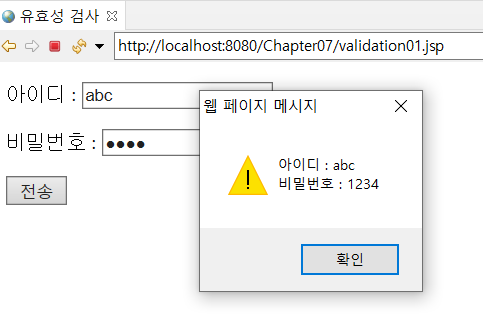 유효성 검사
http://localhost:8080/Chapter07/validation01.jsp
아이디 : abc
비밀번호 : ●●●●
전송
웹 페이지 메시지
아이디 : abc
비밀번호 : 1234
확인